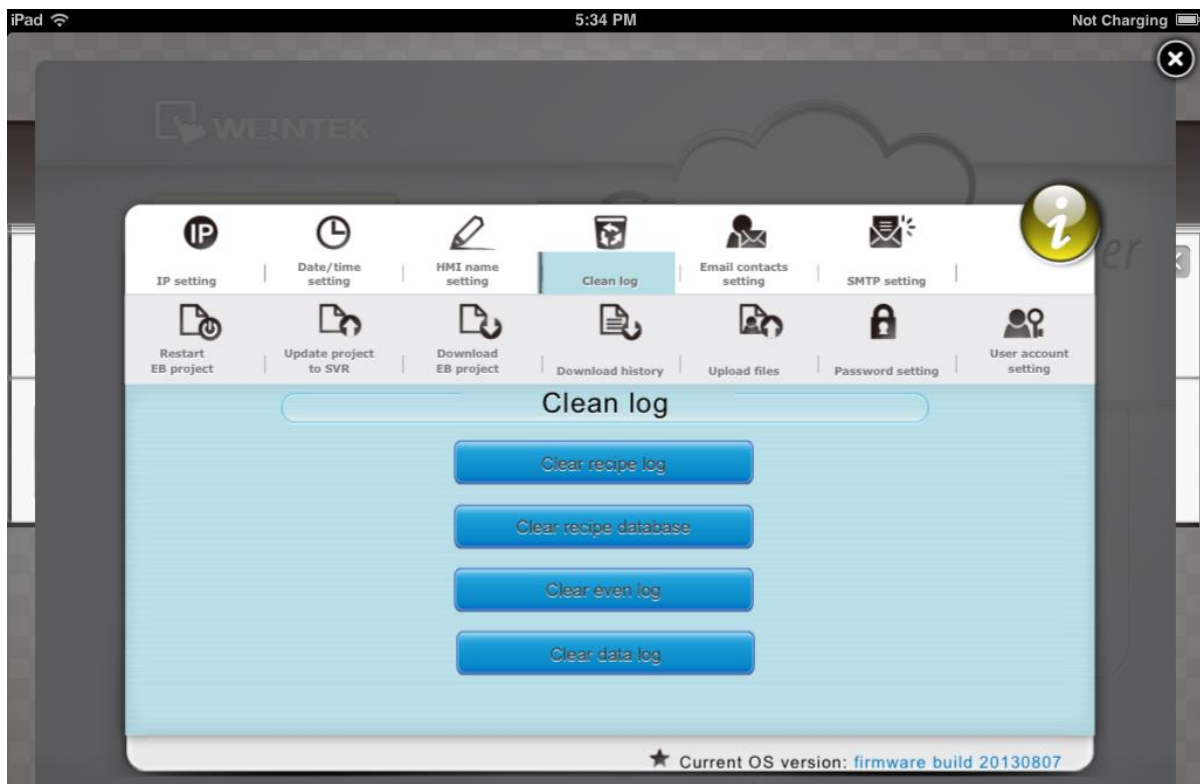 iPad 5:34 PM Not Charging
WEINTEK
er
IP setting
Date/time
setting
HMI name
setting
Clean log
Email contacts
setting
SMTP setting
Restart
EB project
Update project
to SVR
Download
EB project
Download history
Upload files
Password setting
User account
setting
Clean log
Clear recipe log
Clear recipe database
Clear even log
Clear data log
Current OS version: firmware build 20130807